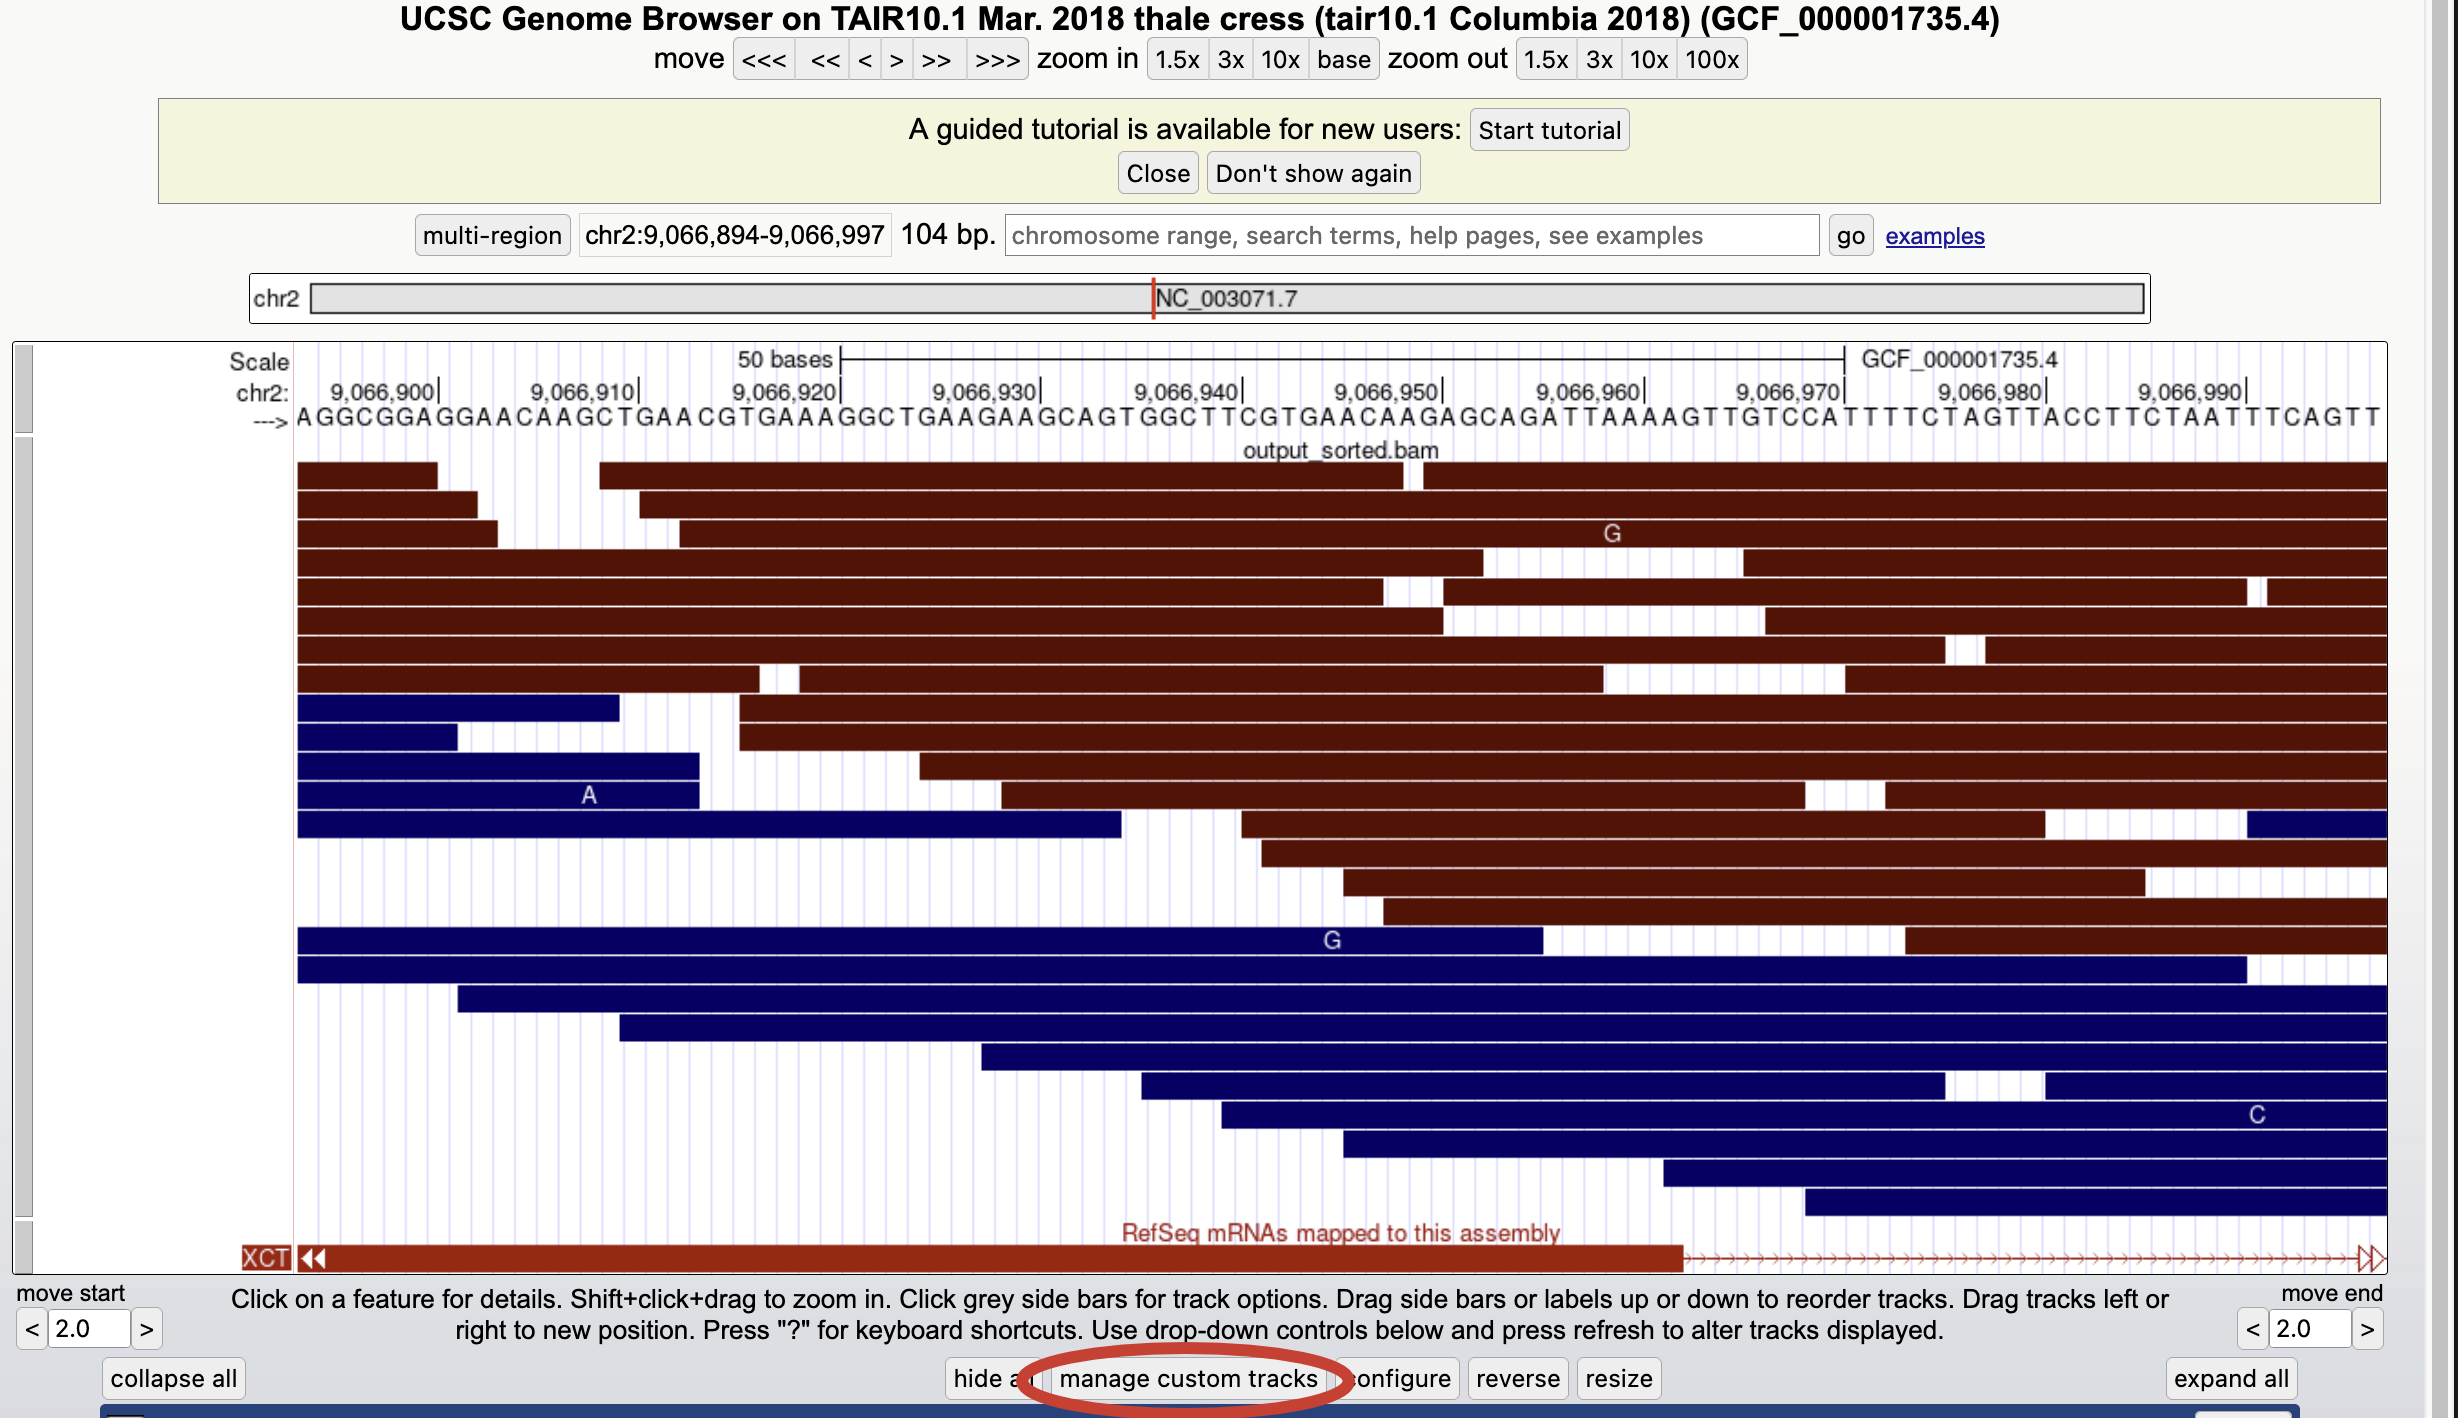 UCSC Genome Browser on TAIR10.1 Mar. 2018 thale cress (tair10.1 Columbia 2018) (GCF_000001735.4)
move <<< << < > >> >>> zoom in 1.5x 3x 10x base zoom out 1.5x 3x 10x 100x
A guided tutorial is available for new users: Start tutorial
Close Don't show again
multi-region chr2:9,066,894-9,066,997 104 bp. chromosome range, search terms, help pages, see examples go examples
chr2 NC_003071.7
Scale 50 bases GCF_000001735.4
chr2: 9,066,900 9,066,910 9,066,920 9,066,930 9,066,940 9,066,950 9,066,960 9,066,970 9,066,980 9,066,990
---> AGGCGGAGGAACAAGCTGAACGTGAAAGGCTGAAGAAGCAGTGGCTTCGTGAACAAGAGCAGATTAAAAGTTGTCCATTTTCTAGTTACCTTCTAATTTCAGTT
output_sorted.bam
G
A
G
C
RefSeq mRNAs mapped to this assembly
XCT
move start Click on a feature for details. Shift+click+drag to zoom in. Click grey side bars for track options. Drag side bars or labels up or down to reorder tracks. Drag tracks left or move end
< 2.0 > right to new position. Press "?" for keyboard shortcuts. Use drop-down controls below and press refresh to alter tracks displayed. < 2.0 >
collapse all hide all manage custom tracks configure reverse resize expand all